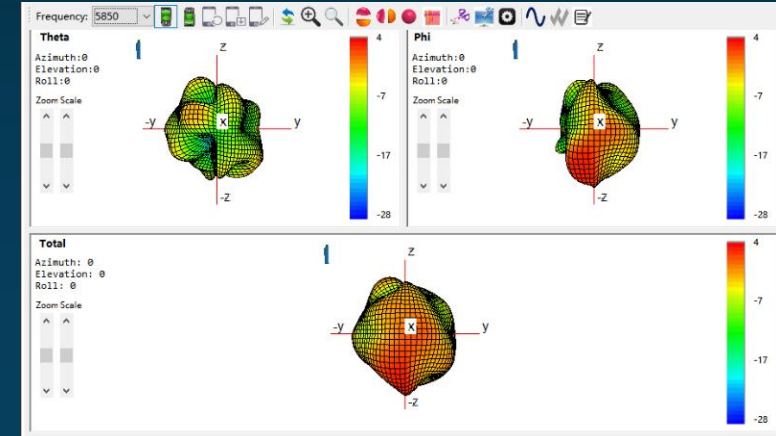 Frequency: 5850
Theta
Azimuth:0
Elevation:0
Roll:0
Zoom Scale
z
-y
x
y
-z
4
-7
-17
-28
Phi
Azimuth:0
Elevation:0
Roll:0
Zoom Scale
z
-y
x
y
-z
4
-7
-17
-28
Total
Azimuth: 0
Elevation: 0
Roll: 0
Zoom Scale
z
-y
x
y
-z
4
-7
-17
-28